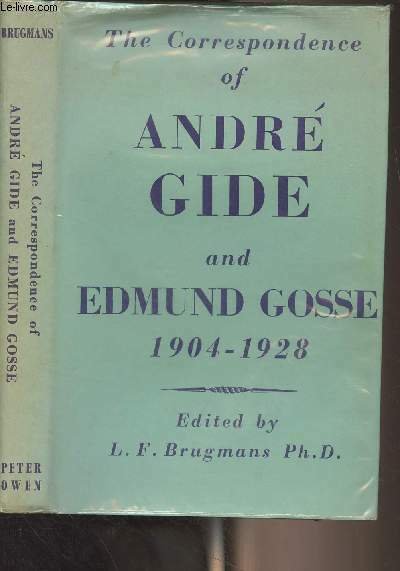 © Le-Livre.com
BRUGMANS
The Correspondence of
ANDRÉ GIDE and EDMUND GOSSE
PETER
OWEN
The Correspondence
of
ANDRÉ
GIDE
and
EDMUND GOSSE
1904-1928
Edited by
L. F. Brugmans Ph.D.